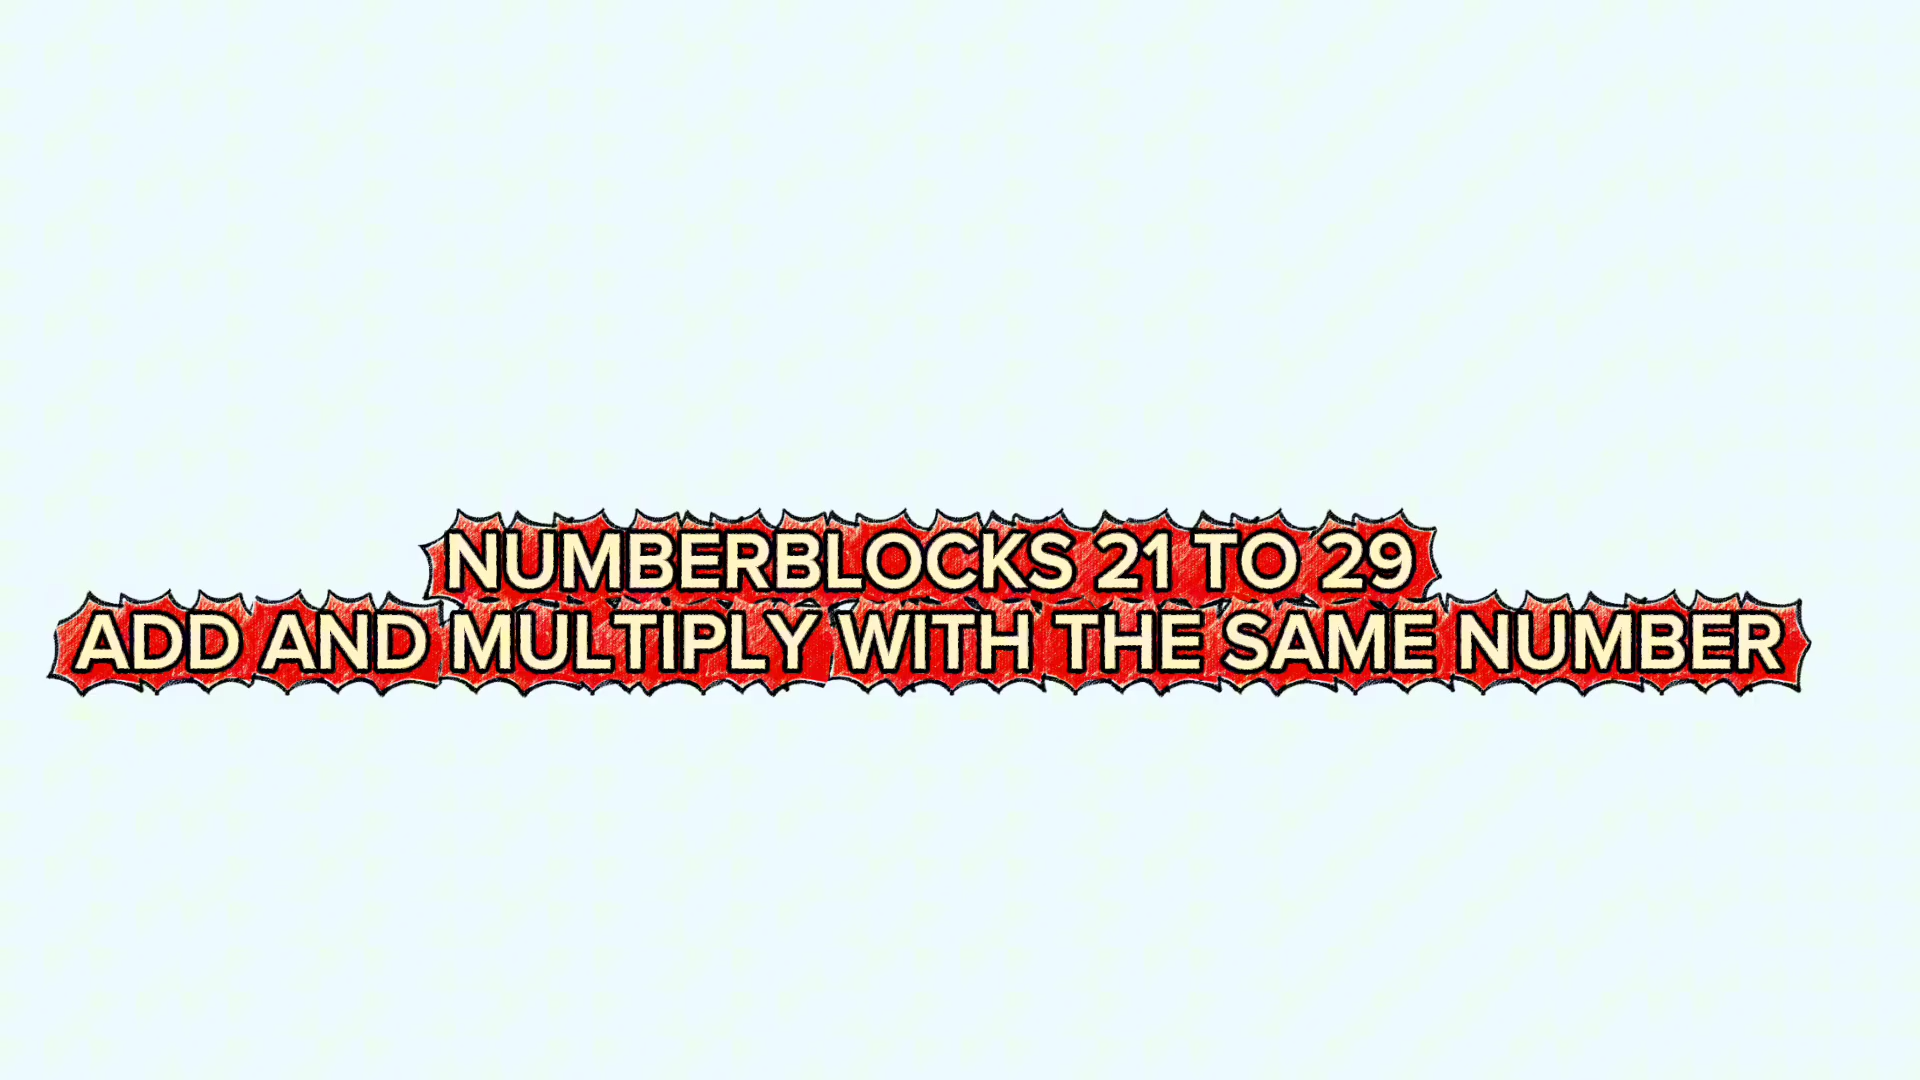 NUMBERBLOCKS 21 TO 29
ADD AND MULTIPLY WITH THE SAME NUMBER